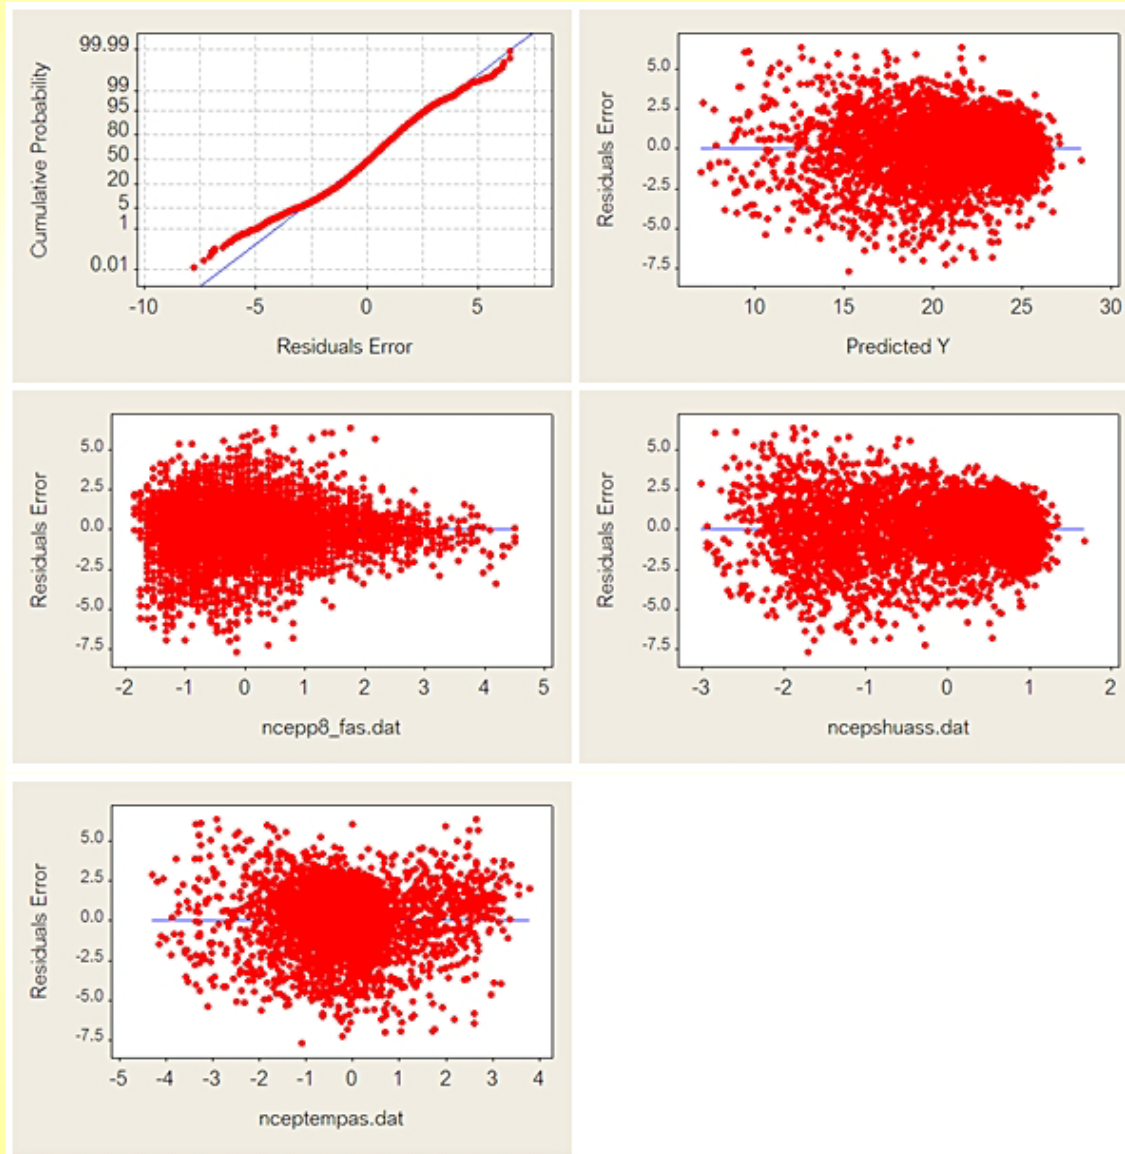 99.99
99
95
80
50
20
5
1
0.01
Cumulative Probability
-10 -5 0 5
Residuals Error
5.0
2.5
0.0
-2.5
-5.0
-7.5
Residuals Error
10 15 20 25 30
Predicted Y
5.0
2.5
0.0
-2.5
-5.0
-7.5
Residuals Error
-2 -1 0 1 2 3 4 5
ncepp8_fas.dat
5.0
2.5
0.0
-2.5
-5.0
-7.5
Residuals Error
-3 -2 -1 0 1 2
ncepshuass.dat
5.0
2.5
0.0
-2.5
-5.0
-7.5
Residuals Error
-5 -4 -3 -2 -1 0 1 2 3 4
nceptempas.dat